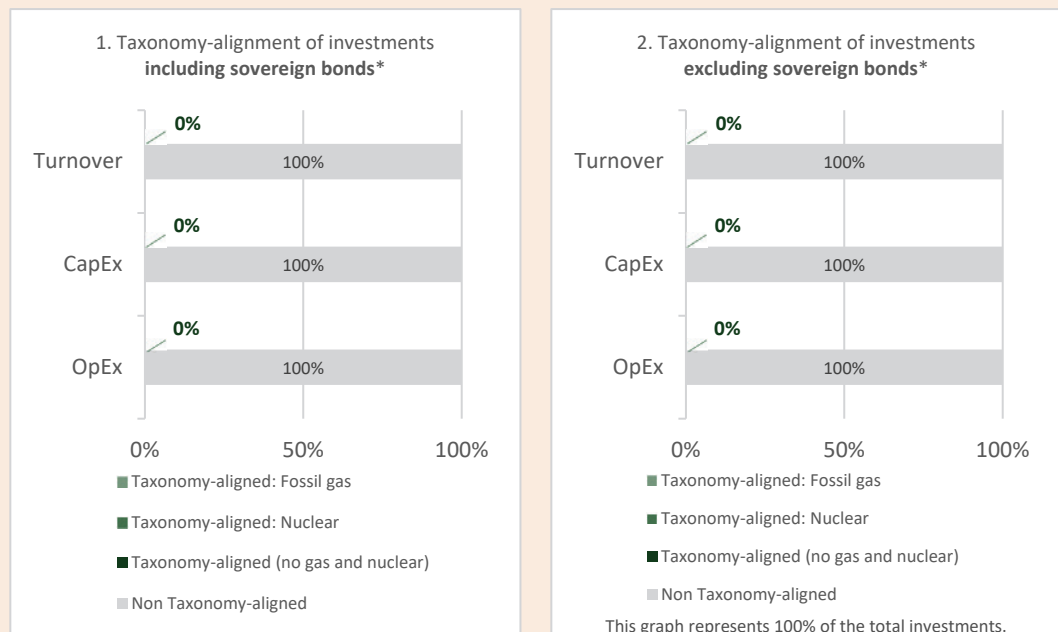 1. Taxonomy-alignment of investments
including sovereign bonds*
0%
Turnover
100%
0%
CapEx
100%
0%
OpEx
100%
0%
50%
100%
Taxonomy-aligned: Fossil gas
Taxonomy-aligned: Nuclear
Taxonomy-aligned (no gas and nuclear)
Non Taxonomy-aligned
2. Taxonomy-alignment of investments
excluding sovereign bonds*
0%
Turnover
100%
0%
CapEx
100%
0%
OpEx
100%
0%
50%
100%
Taxonomy-aligned: Fossil gas
Taxonomy-aligned: Nuclear
Taxonomy-aligned (no gas and nuclear)
Non Taxonomy-aligned
This graph represents 100% of the total investments.